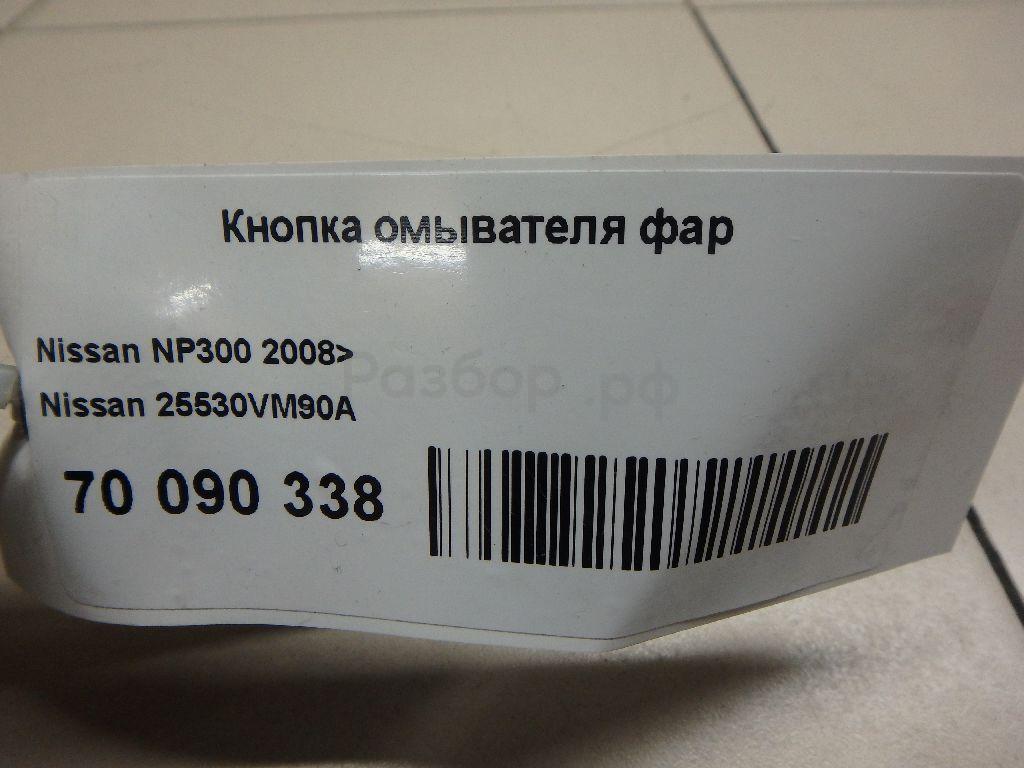 Кнопка омывателя фар
Nissan NP300 2008>
Разбор.рф
Nissan 25530VM90A
70 090 338